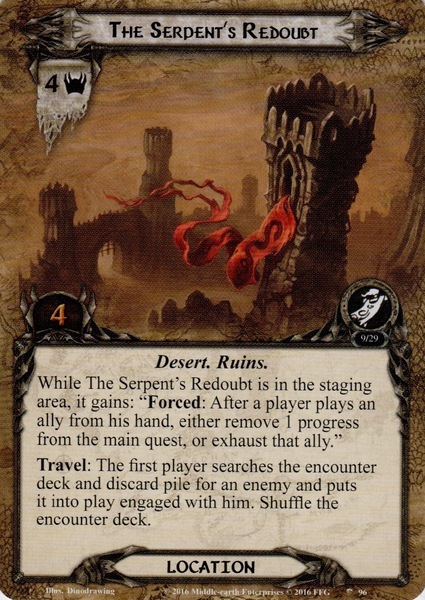 The Serpent's Redoubt
4
4
9/29
Desert. Ruins.
While The Serpent's Redoubt is in the staging
area, it gains: “Forced: After a player plays an
ally from his hand, either remove 1 progress
from the main quest, or exhaust that ally.”
Travel: The first player searches the encounter
deck and discard pile for an enemy and puts
it into play engaged with him. Shuffle the
encounter deck.
LOCATION
Illus. Dinodrawing
©2016 Middle-earth Enterprises © 2016 FFG
96